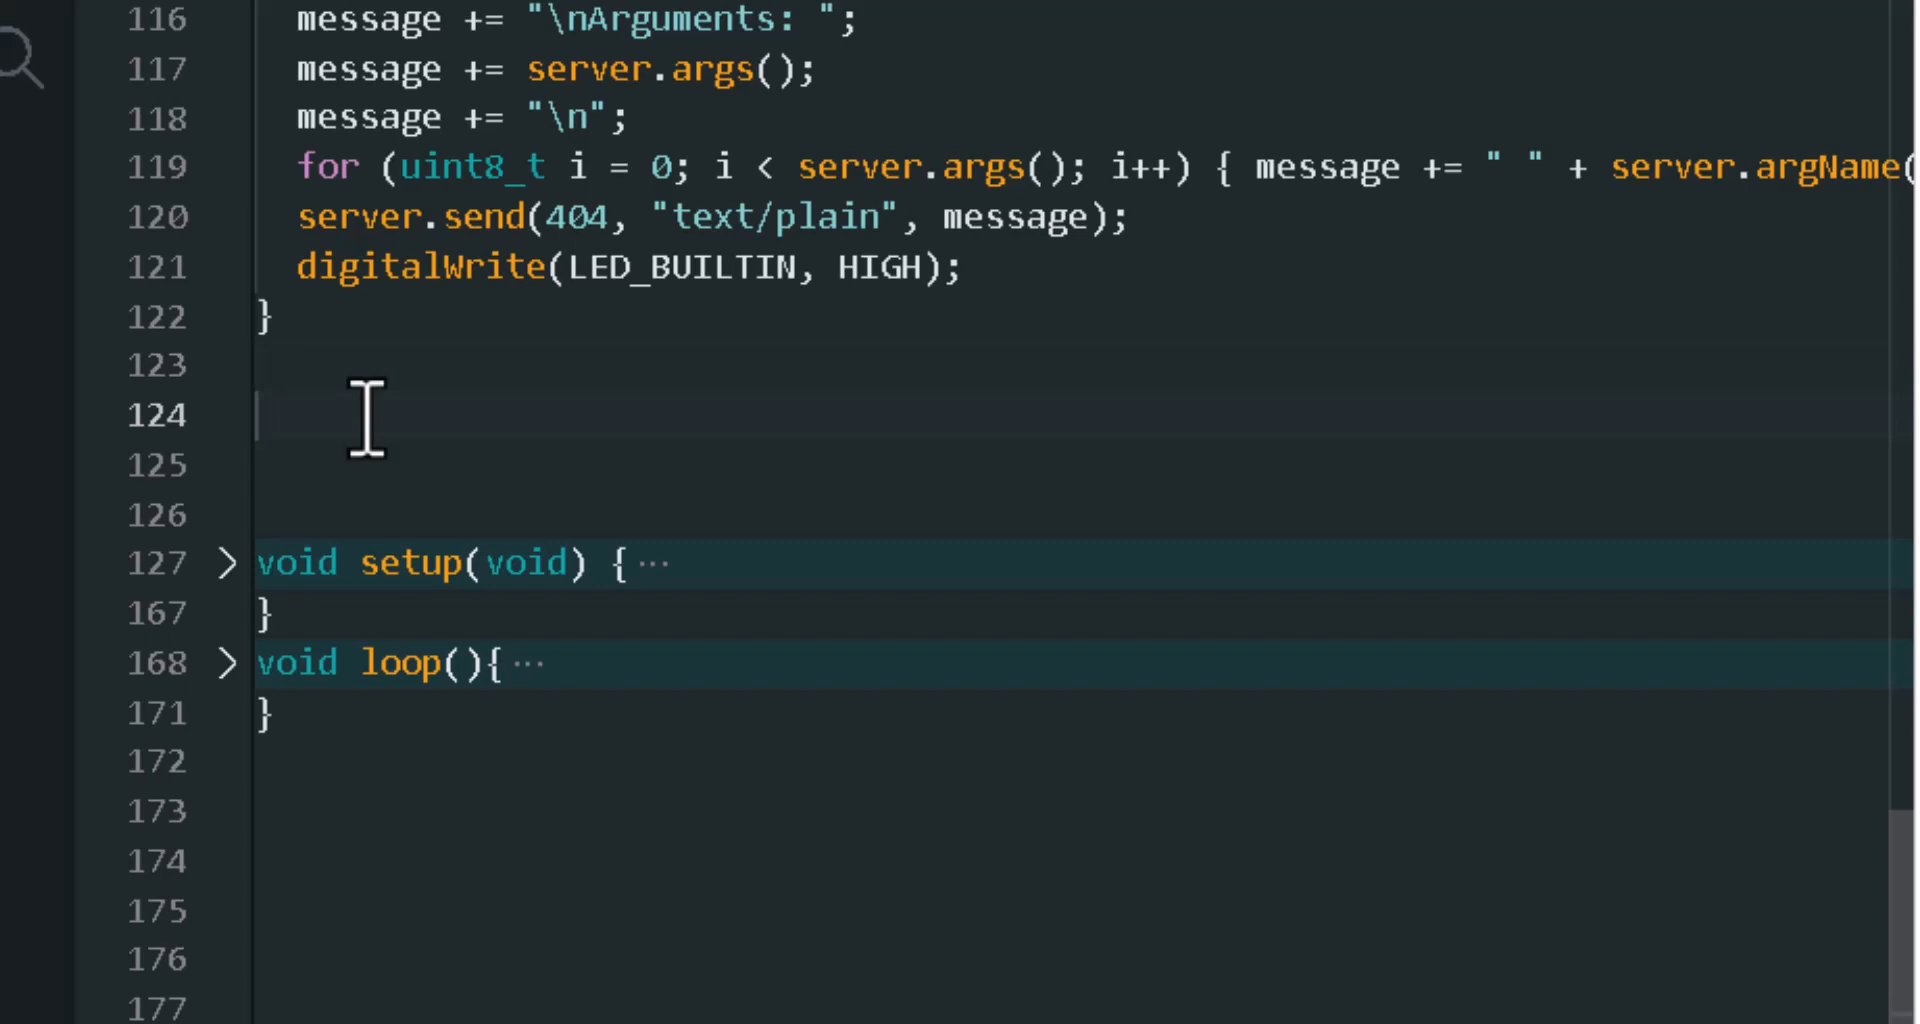 116 message += "\nArguments: ";
117 message += server.args();
118 message += "\n";
119 for (uint8_t i = 0; i < server.args(); i++) { message += " " + server.argName(
120 server.send(404, "text/plain", message);
121 digitalWrite(LED_BUILTIN, HIGH);
122 }
123
124
125
126
127 void setup(void) { ···
167 }
168 void loop(){ ···
171 }
172
173
174
175
176
177